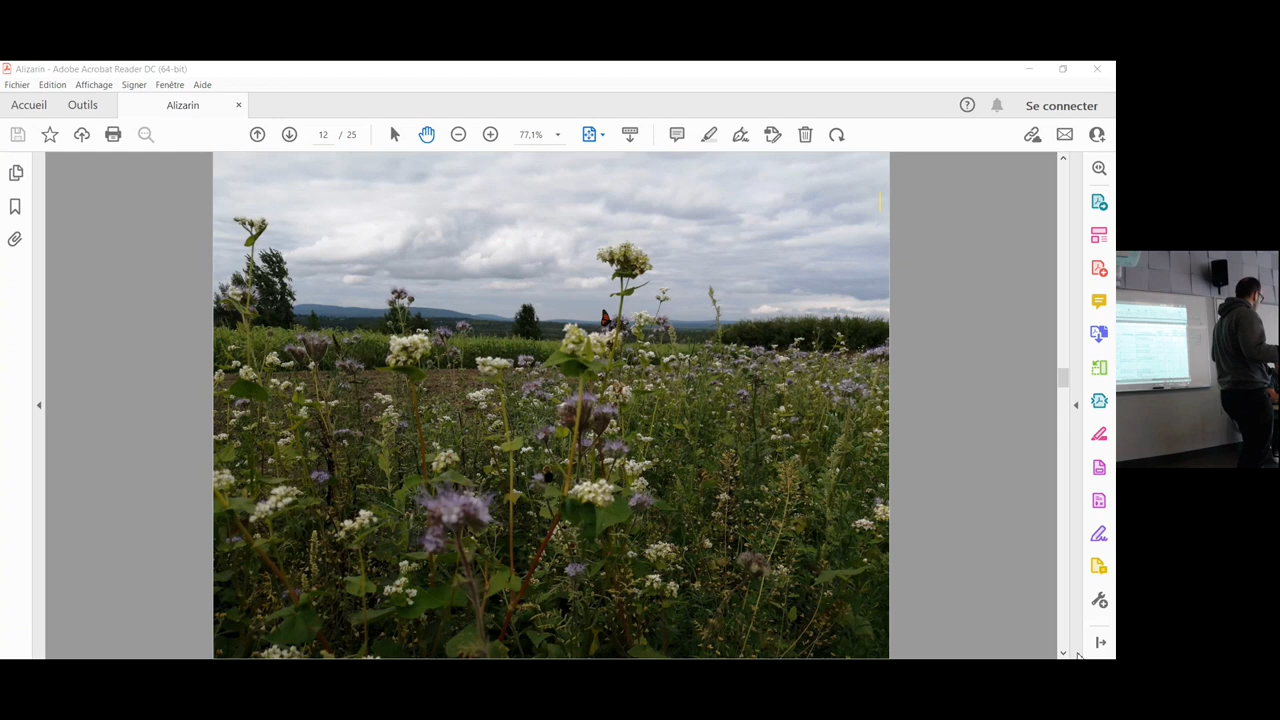 Alizarin - Adobe Acrobat Reader DC (64-bit)
Fichier Edition Affichage Signer Fenêtre Aide
Accueil Outils Alizarin × Se connecter
12 / 25 77,1%